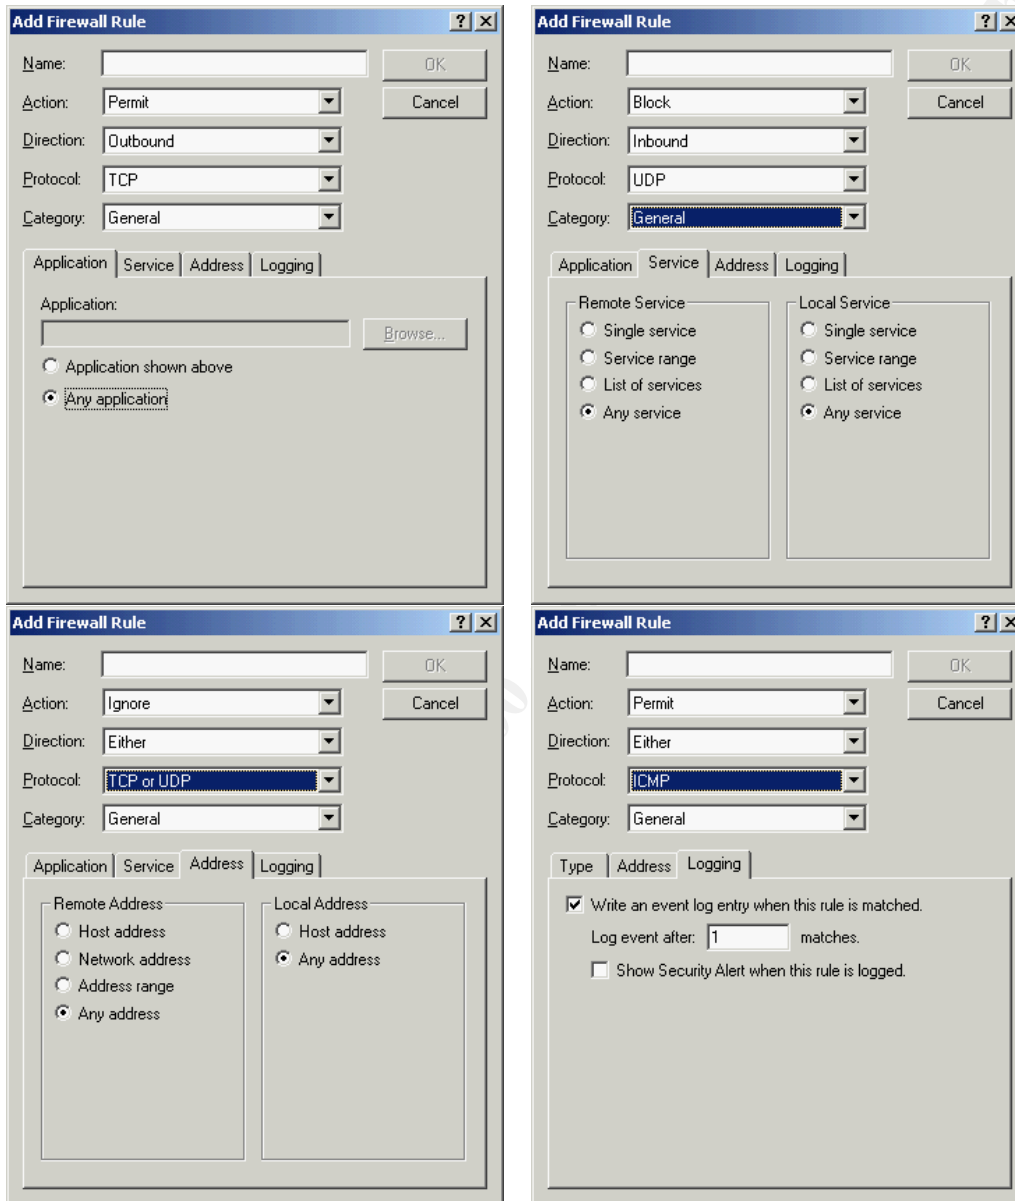 Add Firewall Rule
Name: OK
Action: Permit Cancel
Direction: Outbound
Protocol: TCP
Category: General
Application Service Address Logging
Application:
Browse...
Application shown above
Any application
Add Firewall Rule
Name: OK
Action: Block Cancel
Direction: Inbound
Protocol: UDP
Category: General
Application Service Address Logging
Remote Service Local Service
Single service Single service
Service range Service range
List of services List of services
Any service Any service
Add Firewall Rule
Name: OK
Action: Ignore Cancel
Direction: Either
Protocol: TCP or UDP
Category: General
Application Service Address Logging
Remote Address Local Address
Host address Host address
Network address Any address
Address range
Any address
Add Firewall Rule
Name: OK
Action: Permit Cancel
Direction: Either
Protocol: ICMP
Category: General
Type Address Logging
Write an event log entry when this rule is matched.
Log event after: 1 matches.
Show Security Alert when this rule is logged.